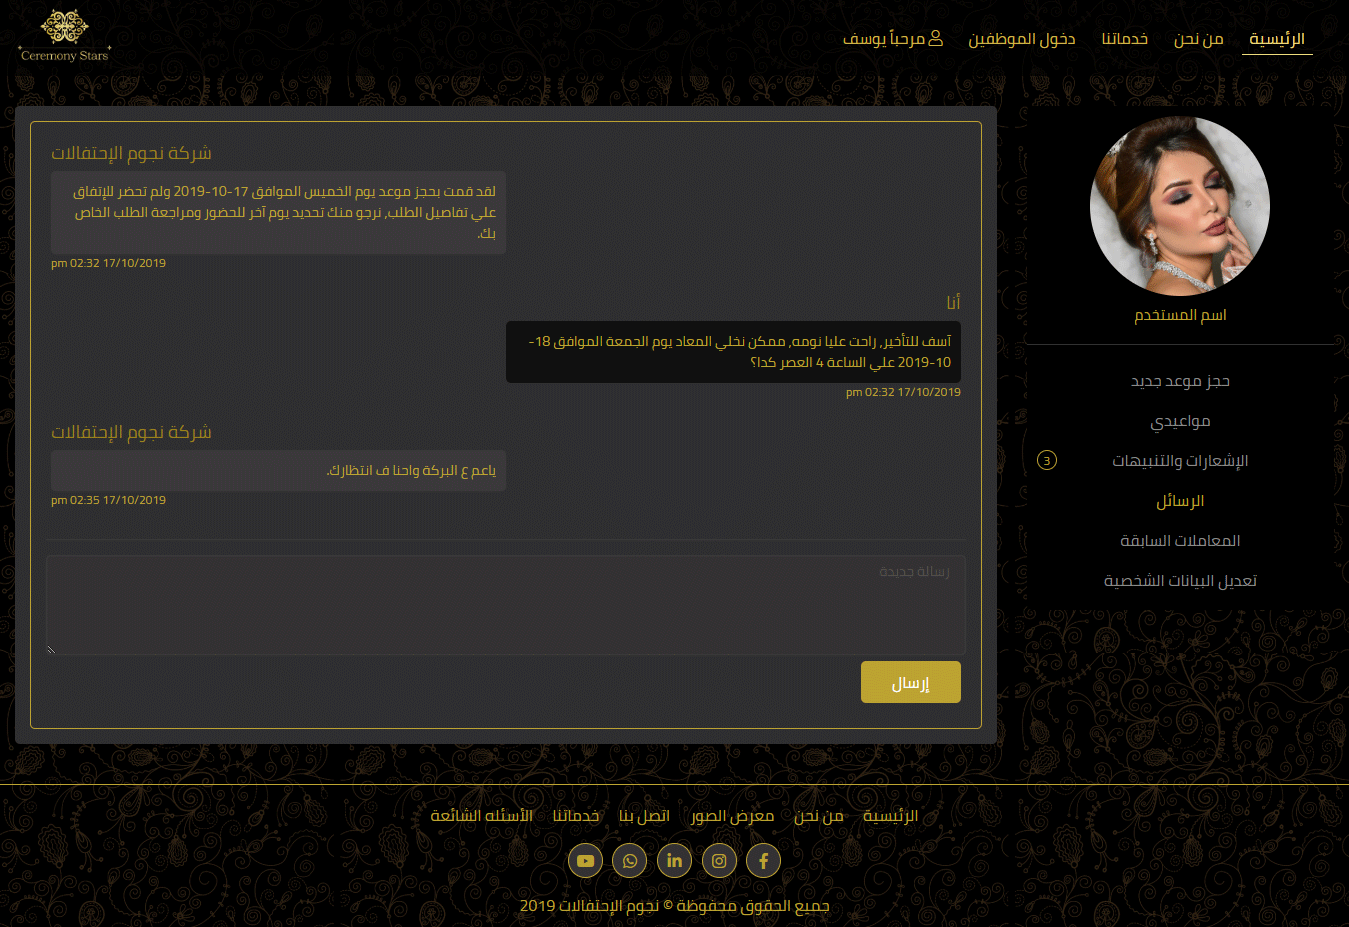 الرئيسية
من نحن
خدماتنا
دخول الموظفين
مرحباً يوسف
Ceremony Stars
اسم المستخدم
حجز موعد جديد
مواعيدي
الإشعارات والتنبيهات
3
الرسائل
المعاملات السابقة
تعديل البيانات الشخصية
شركة نجوم الإحتفالات
لقد قمت بحجز موعد يوم الخميس الموافق 17-10-2019 ولم تحضر للإتفاق
علي تفاصيل الطلب, نرجو منك تحديد يوم آخر للحضور ومراجعة الطلب الخاص
بك.
17/10/2019 02:32 pm
أنا
آسف للتأخير, راحت عليا نومه, ممكن نخلي المعاد يوم الجمعة الموافق 18-
10-2019 علي الساعة 4 العصر كدا؟
17/10/2019 02:32 pm
شركة نجوم الإحتفالات
ياعم ع البركة واحنا ف انتظارك.
17/10/2019 02:35 pm
رسالة جديدة
إرسال
الرئيسية
من نحن
معرض الصور
اتصل بنا
خدماتنا
الأسئله الشائعة
جميع الحقوق محفوظة © نجوم الإحتفالات 2019